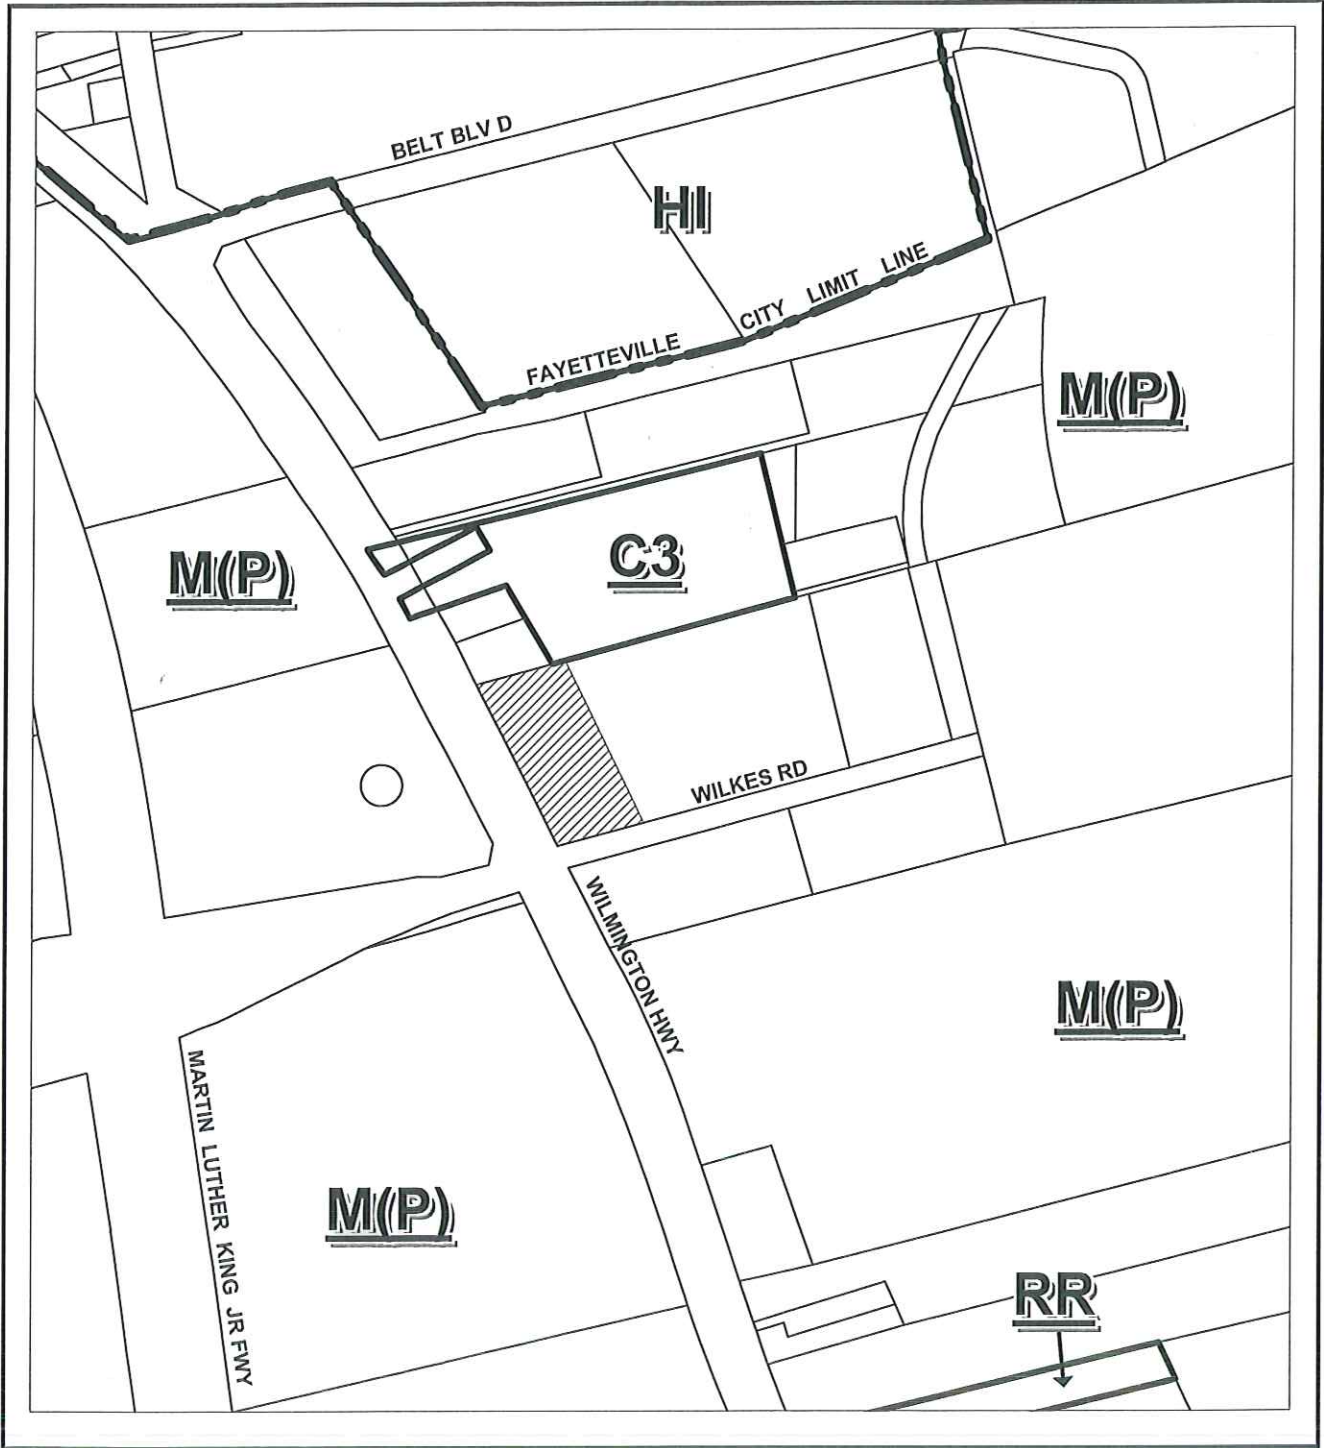 BELT BLV D
HI
FAYETTEVILLE CITY LIMIT LINE
M(P)
C3
M(P)
WILKES RD
WILMINGTON HWY
M(P)
MARTIN LUTHER KING JR FWY
M(P)
RR